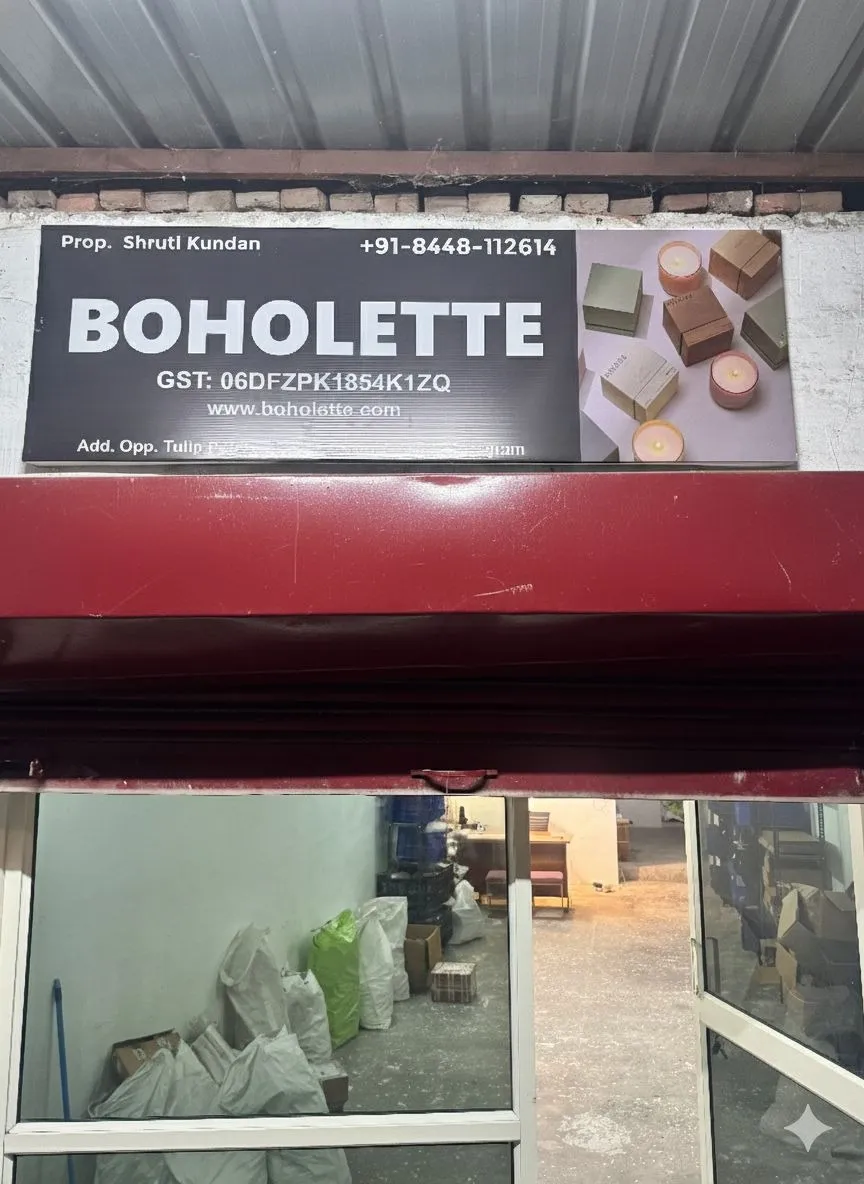 Prop. Shruti Kundan
+91-8448-112614
BOHOLETTE
GST: 06DFZPK1854K1ZQ
www.boholette.com
Add. Opp. Tulip